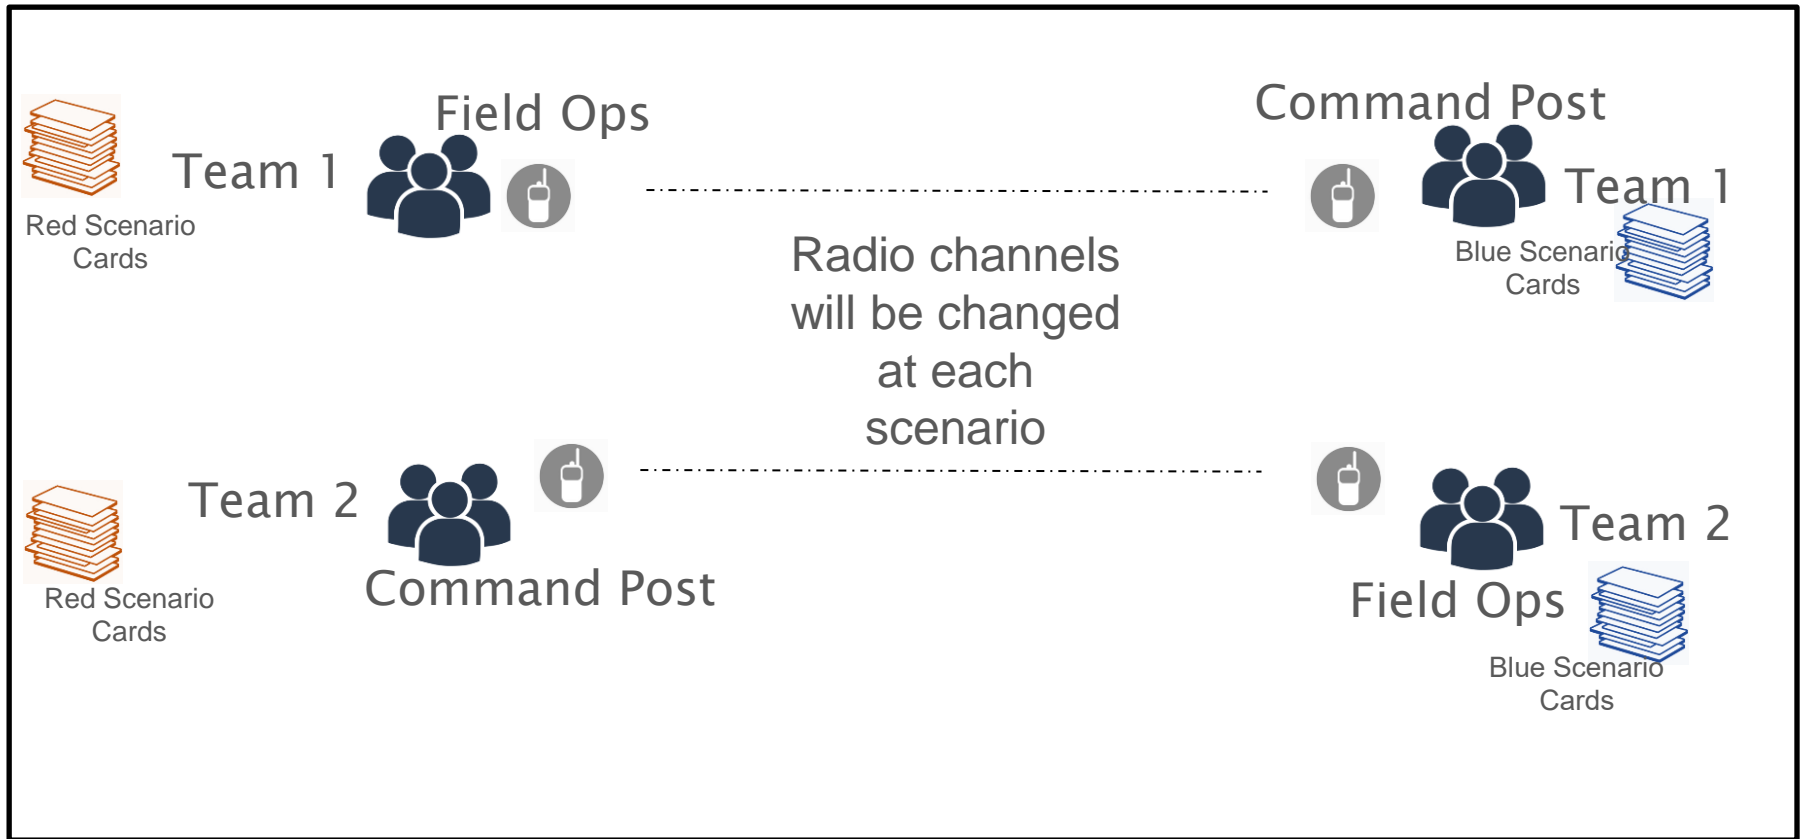 Field Ops
Command Post
Team 1
Team 1
Red Scenario
Cards
Blue Scenario
Cards
Radio channels
will be changed
at each
scenario
Team 2
Team 2
Command Post
Field Ops
Red Scenario
Cards
Blue Scenario
Cards